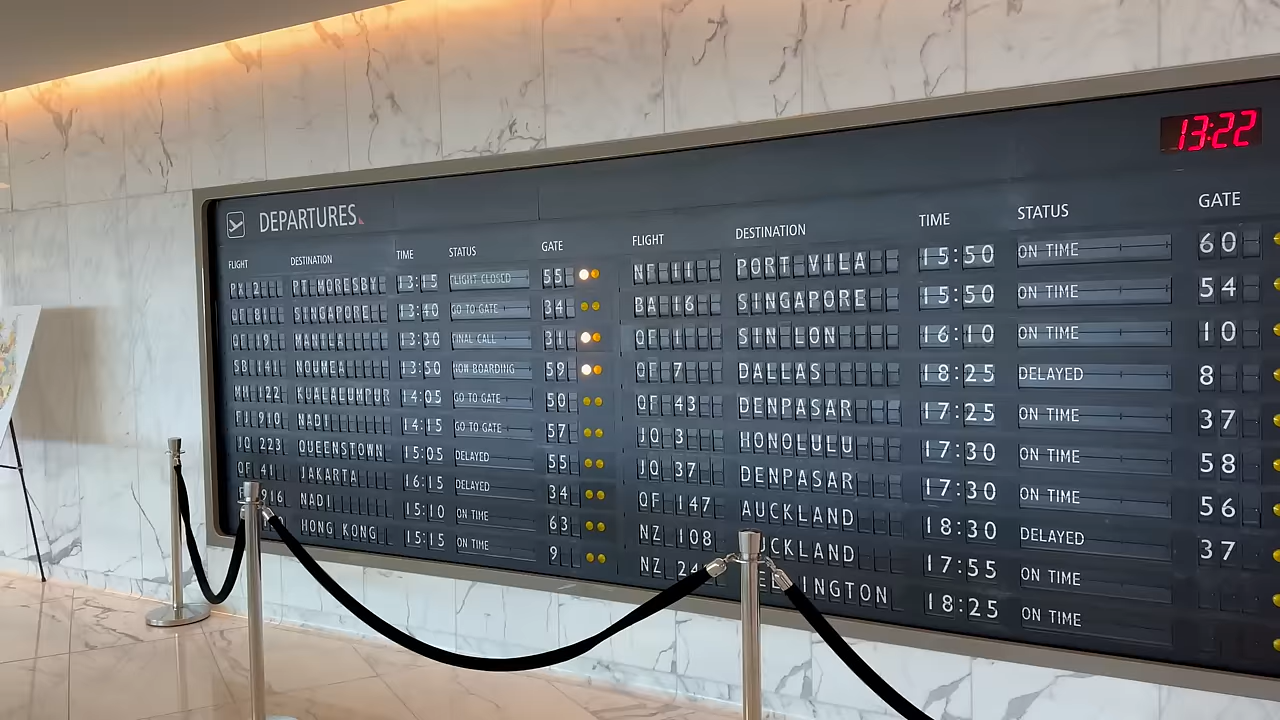 13:22
DEPARTURES
FLIGHT DESTINATION TIME STATUS GATE
PX 2 PT MORESBY 13:15 FLIGHT CLOSED 55
QF 81 SINGAPORE 13:40 GO TO GATE 34
QF 19 MANILA 13:30 FINAL CALL 31
SB 141 NOUMEA 13:50 NOW BOARDING 59
MH 122 KUALALUMPUR 14:05 GO TO GATE 50
FJ 910 NADI 14:15 GO TO GATE 57
JQ 223 QUEENSTOWN 15:05 DELAYED 55
QF 41 JAKARTA 16:15 DELAYED 34
916 NADI 15:10 ON TIME 63
HONG KONG 15:15 ON TIME 9
FLIGHT DESTINATION TIME STATUS GATE
NF 11 PORT VILA 15:50 ON TIME 60
BA 16 SINGAPORE 15:50 ON TIME 54
QF 1 SIN LON 16:10 ON TIME 10
QF 7 DALLAS 18:25 DELAYED 8
QF 43 DENPASAR 17:25 ON TIME 37
JQ 3 HONOLULU 17:30 ON TIME 58
JQ 37 DENPASAR 17:30 ON TIME 56
QF 147 AUCKLAND 18:30 DELAYED 37
NZ 108 CKLAND 17:55 ON TIME
NZ 24 INGTON 18:25 ON TIME